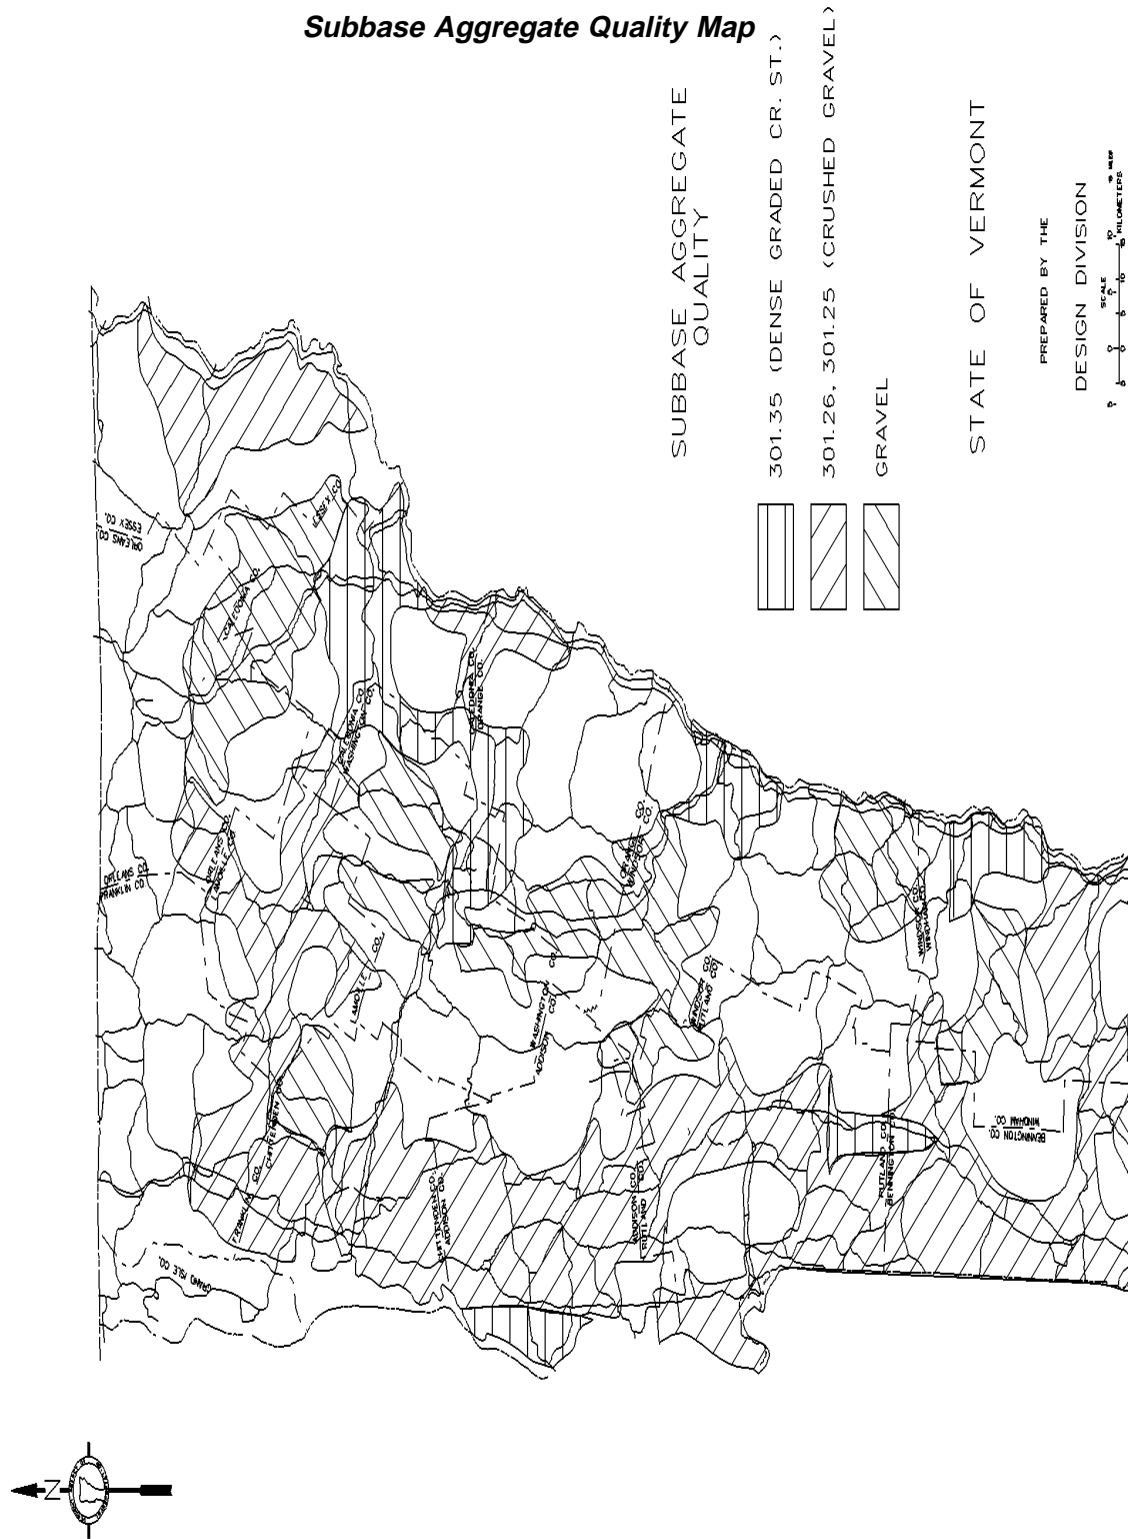 Subbase Aggregate Quality Map
SUBBASE AGGREGATE
QUALITY
301.35 (DENSE GRADED CR. ST.)
301.26, 301.25 (CRUSHED GRAVEL)
GRAVEL
STATE OF VERMONT
PREPARED BY THE
DESIGN DIVISION
SCALE
KILOMETERS
N
ORLEANS CO.
ESSEX CO.
ESSEX CO.
CALEDONIA CO.
CALEDONIA CO.
WASHINGTON CO.
CALEDONIA CO.
ORANGE CO.
ORLEANS CO.
FRANKLIN CO.
ORLEANS CO.
LAMOILLE CO.
LAMOILLE CO.
ORANGE CO.
WINDSOR CO.
WASHINGTON CO.
ADDISON CO.
WINDSOR CO.
RUTLAND CO.
WINDSOR CO.
WINDHAM CO.
FRANKLIN CO.
CHITTENDEN CO.
GRAND ISLE CO.
CHITTENDEN CO.
ADDISON CO.
ADDISON CO.
RUTLAND CO.
RUTLAND CO.
BENNINGTON CO.
BENNINGTON CO.
WINDHAM CO.